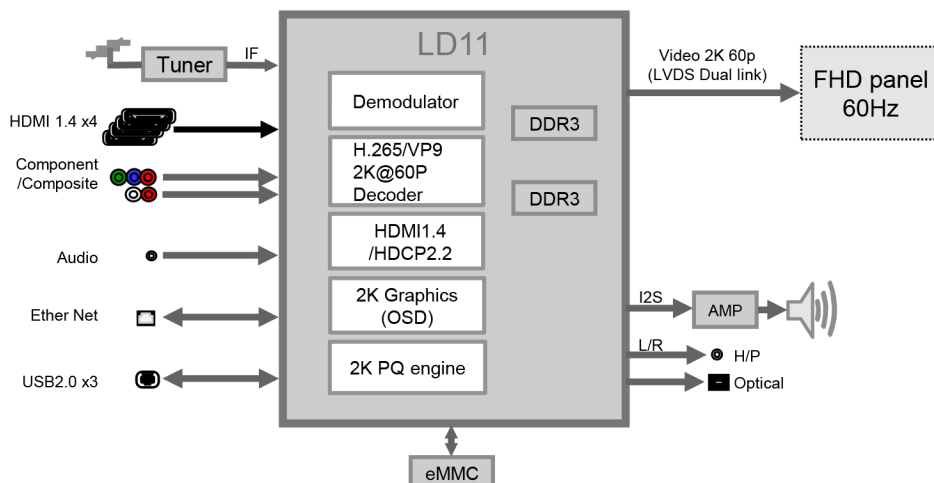 LD11
Tuner
IF
HDMI 1.4 x4
Component
/Composite
Audio
Ether Net
USB2.0 x3
Demodulator
H.265/VP9
2K@60P
Decoder
HDMI1.4
/HDCP2.2
2K Graphics
(OSD)
2K PQ engine
DDR3
DDR3
Video 2K 60p
(LVDS Dual link)
FHD panel
60Hz
I2S
AMP
L/R
H/P
Optical
eMMC